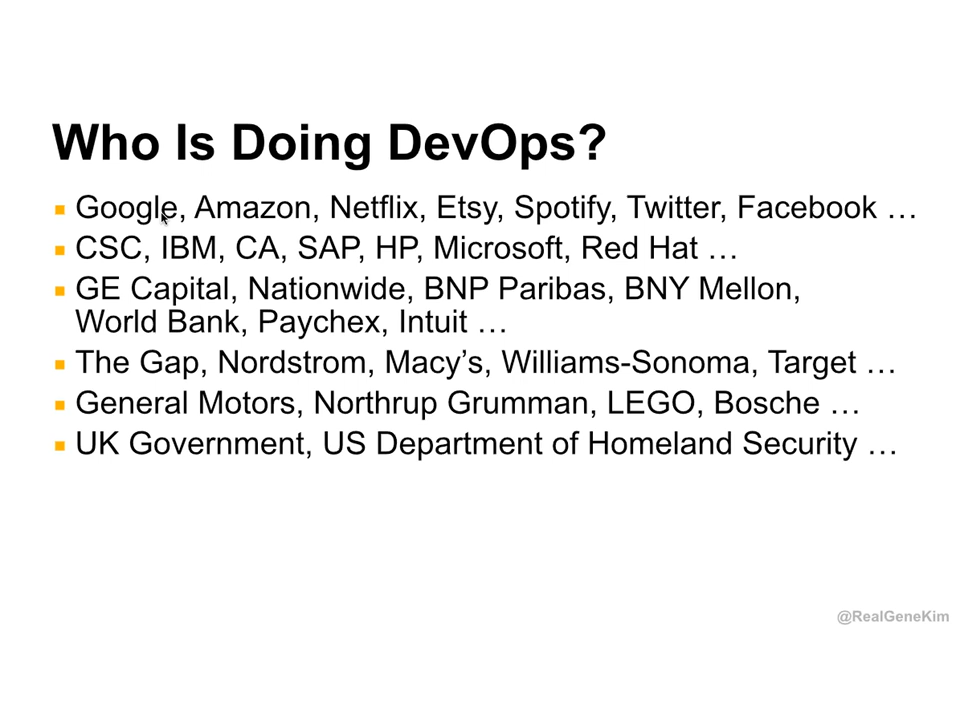 Who Is Doing DevOps?
Google, Amazon, Netflix, Etsy, Spotify, Twitter, Facebook …
CSC, IBM, CA, SAP, HP, Microsoft, Red Hat …
GE Capital, Nationwide, BNP Paribas, BNY Mellon,
World Bank, Paychex, Intuit …
The Gap, Nordstrom, Macy’s, Williams-Sonoma, Target …
General Motors, Northrup Grumman, LEGO, Bosche …
UK Government, US Department of Homeland Security …
@RealGeneKim